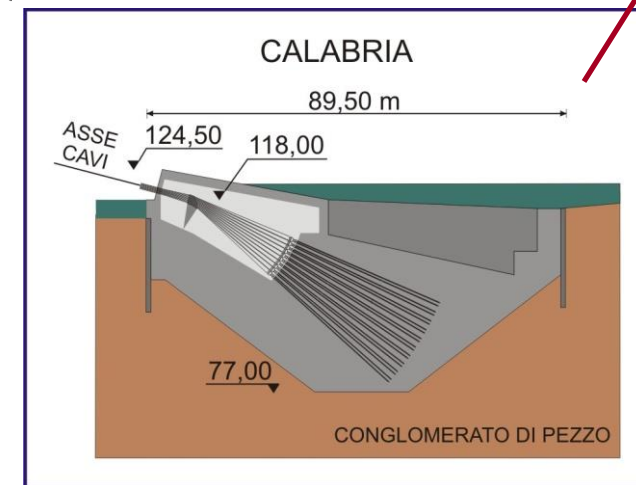 CALABRIA
89,50 m
ASSE
CAVI
124,50
118,00
77,00
CONGLOMERATO DI PEZZO